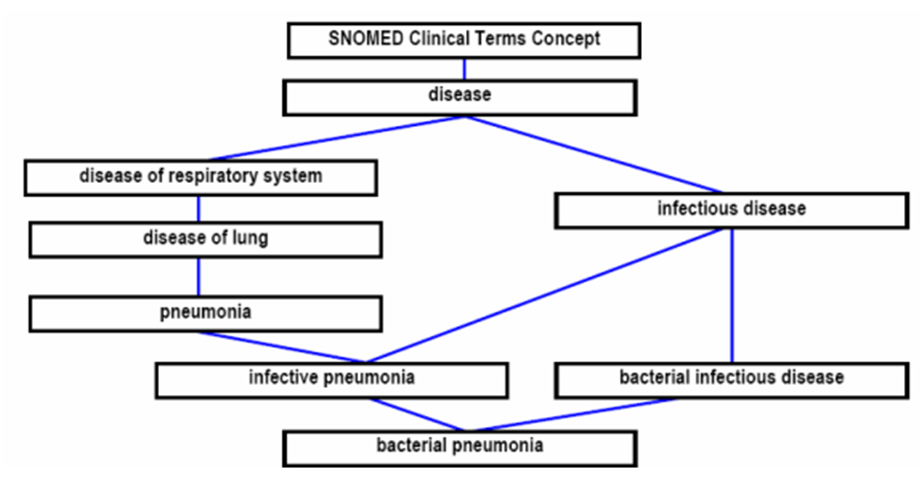 SNOMED Clinical Terms Concept
disease
disease of respiratory system
infectious disease
disease of lung
pneumonia
infective pneumonia
bacterial infectious disease
bacterial pneumonia